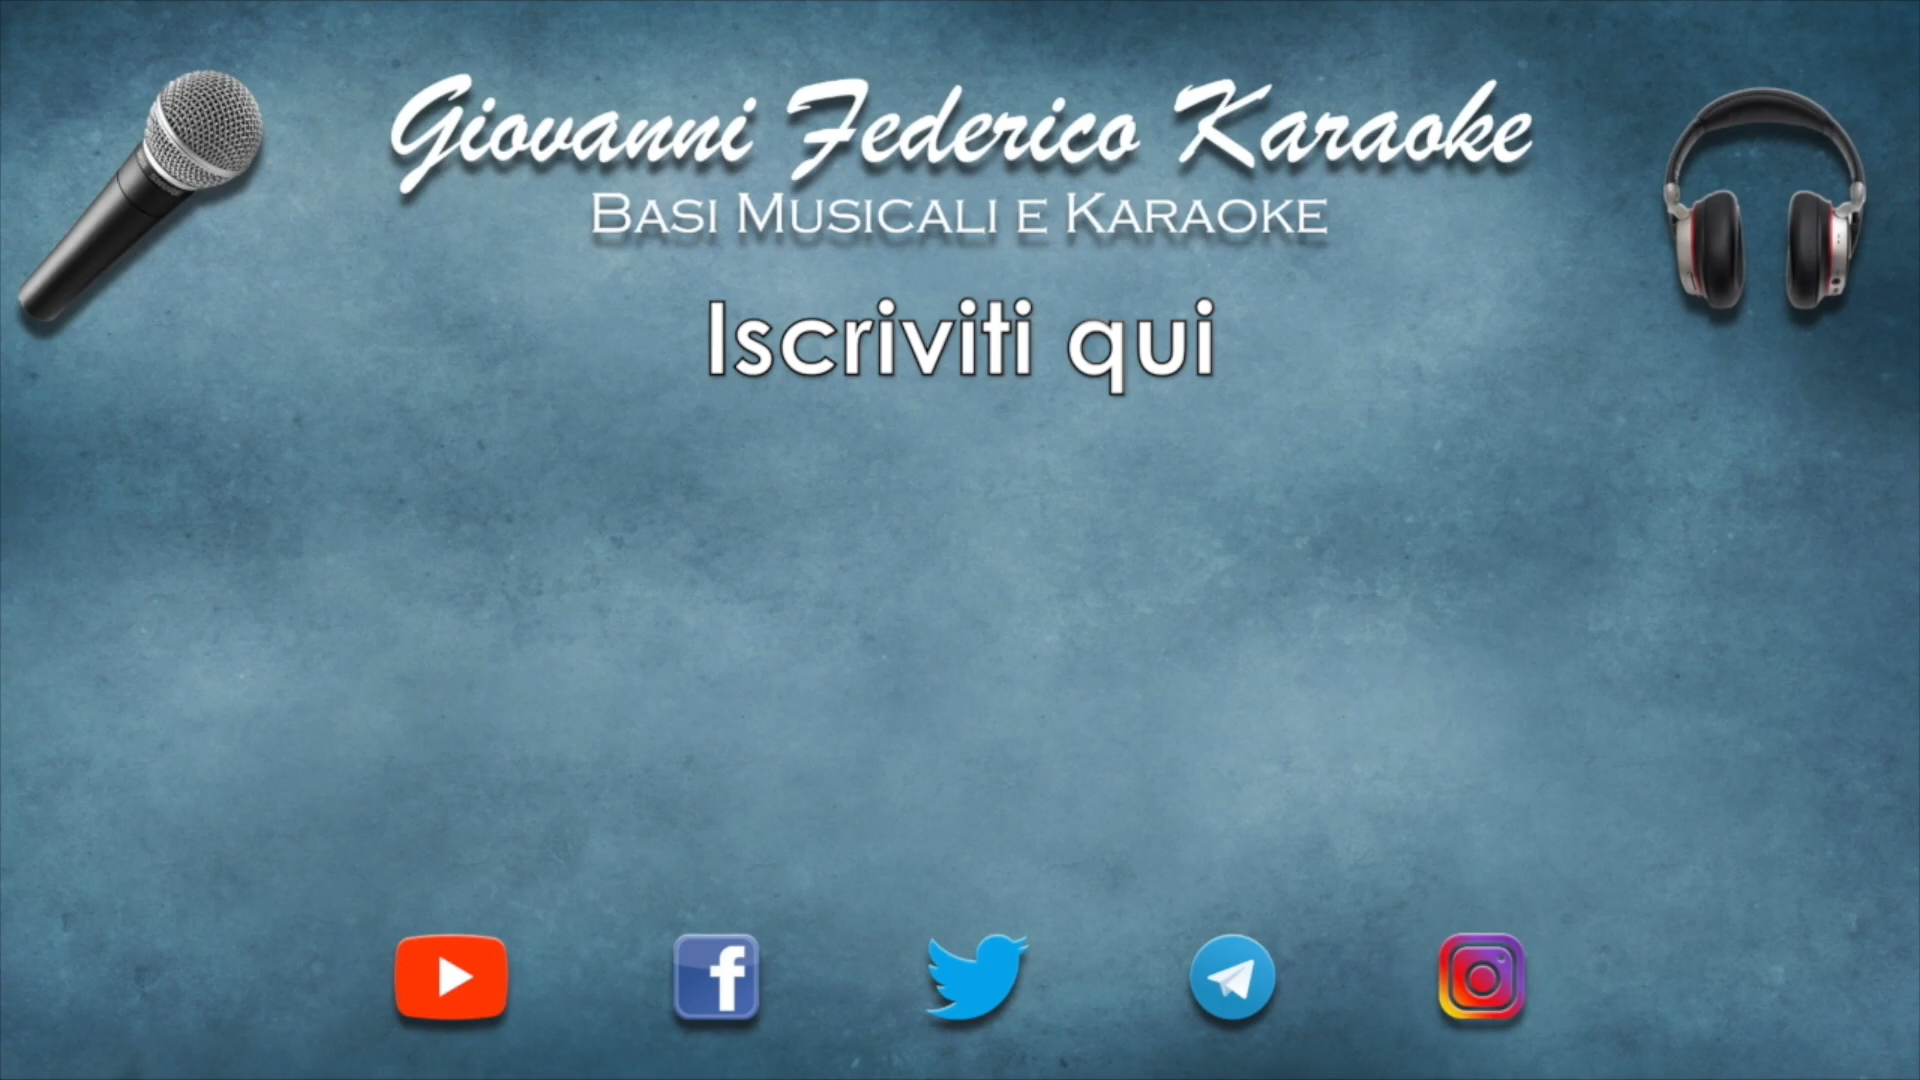 Giovanni Federico Karaoke
Basi Musicali e Karaoke
Iscriviti qui